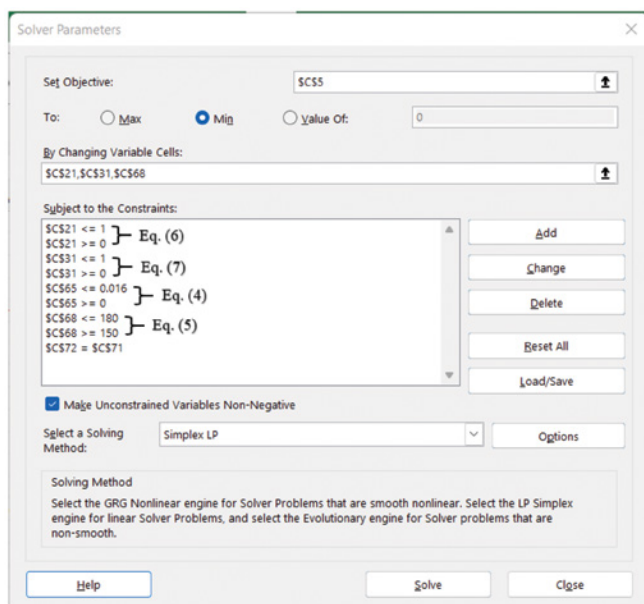 Solver Parameters
Set Objective: $C$5
To: Max Min Value Of: 0
By Changing Variable Cells:
$C$21,$C$31,$C$68
Subject to the Constraints:
$C$21 <= 1
$C$21 >= 0
Eq. (6)
$C$31 <= 1
$C$31 >= 0
Eq. (7)
$C$65 <= 0.016
$C$65 >= 0
Eq. (4)
$C$68 <= 180
$C$68 >= 150
Eq. (5)
$C$72 = $C$71
Add
Change
Delete
Reset All
Load/Save
Make Unconstrained Variables Non-Negative
Select a Solving
Method:
Simplex LP
Options
Solving Method
Select the GRG Nonlinear engine for Solver Problems that are smooth nonlinear. Select the LP Simplex
engine for linear Solver Problems, and select the Evolutionary engine for Solver problems that are
non-smooth.
Help Solve Close